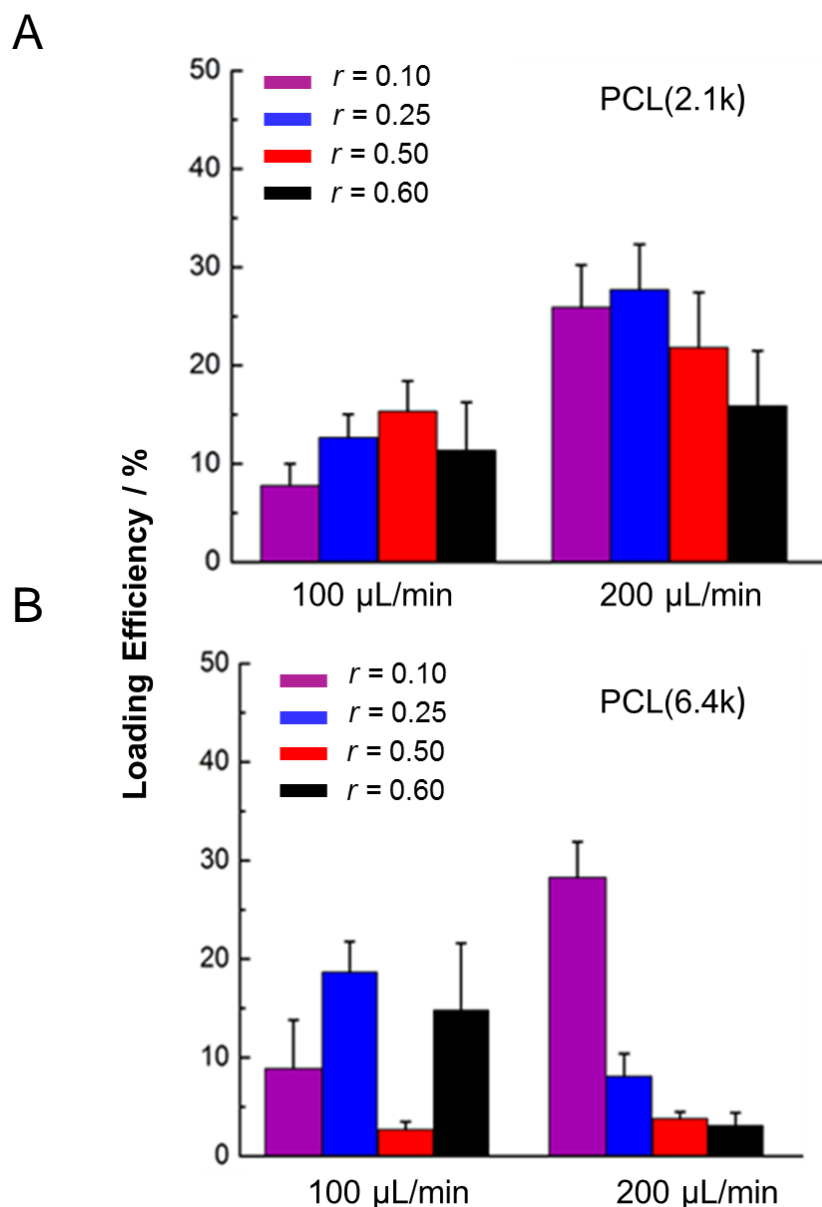 A
50
40
30
20
10
0
r = 0.10
r = 0.25
r = 0.50
r = 0.60
PCL(2.1k)
100 µL/min
200 µL/min
Loading Efficiency / %
B
50
40
30
20
10
0
r = 0.10
r = 0.25
r = 0.50
r = 0.60
PCL(6.4k)
100 µL/min
200 µL/min